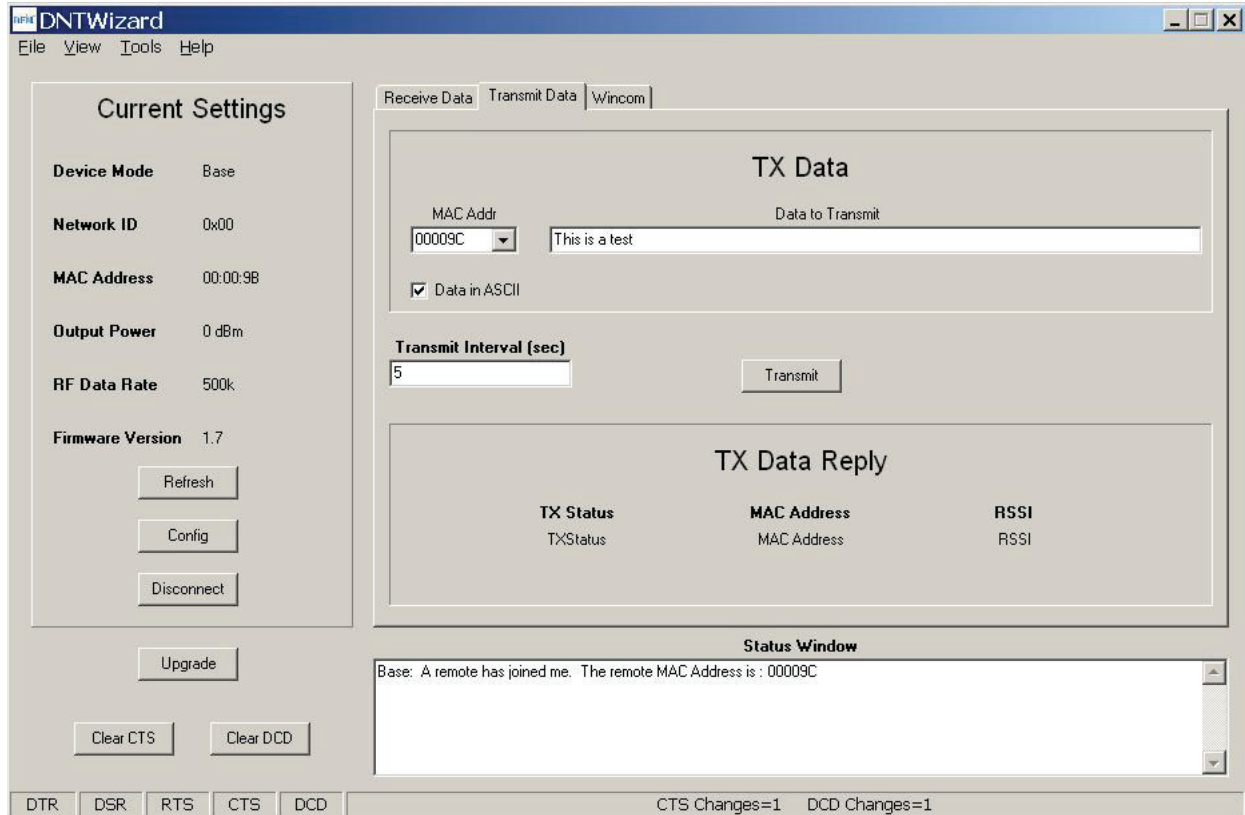 DNTWizard
File View Tools Help
Current Settings
Device Mode Base
Network ID 0x00
MAC Address 00:00:9B
Output Power 0 dBm
RF Data Rate 500k
Firmware Version 1.7
Refresh
Config
Disconnect
Upgrade
Clear CTS Clear DCD
Receive Data Transmit Data Wincom
TX Data
MAC Addr Data to Transmit
00009C This is a test
Data in ASCII
Transmit Interval (sec)
5 Transmit
TX Data Reply
TX Status MAC Address RSSI
TXStatus MAC Address RSSI
Status Window
Base: A remote has joined me. The remote MAC Address is : 00009C
DTR DSR RTS CTS DCD CTS Changes=1 DCD Changes=1